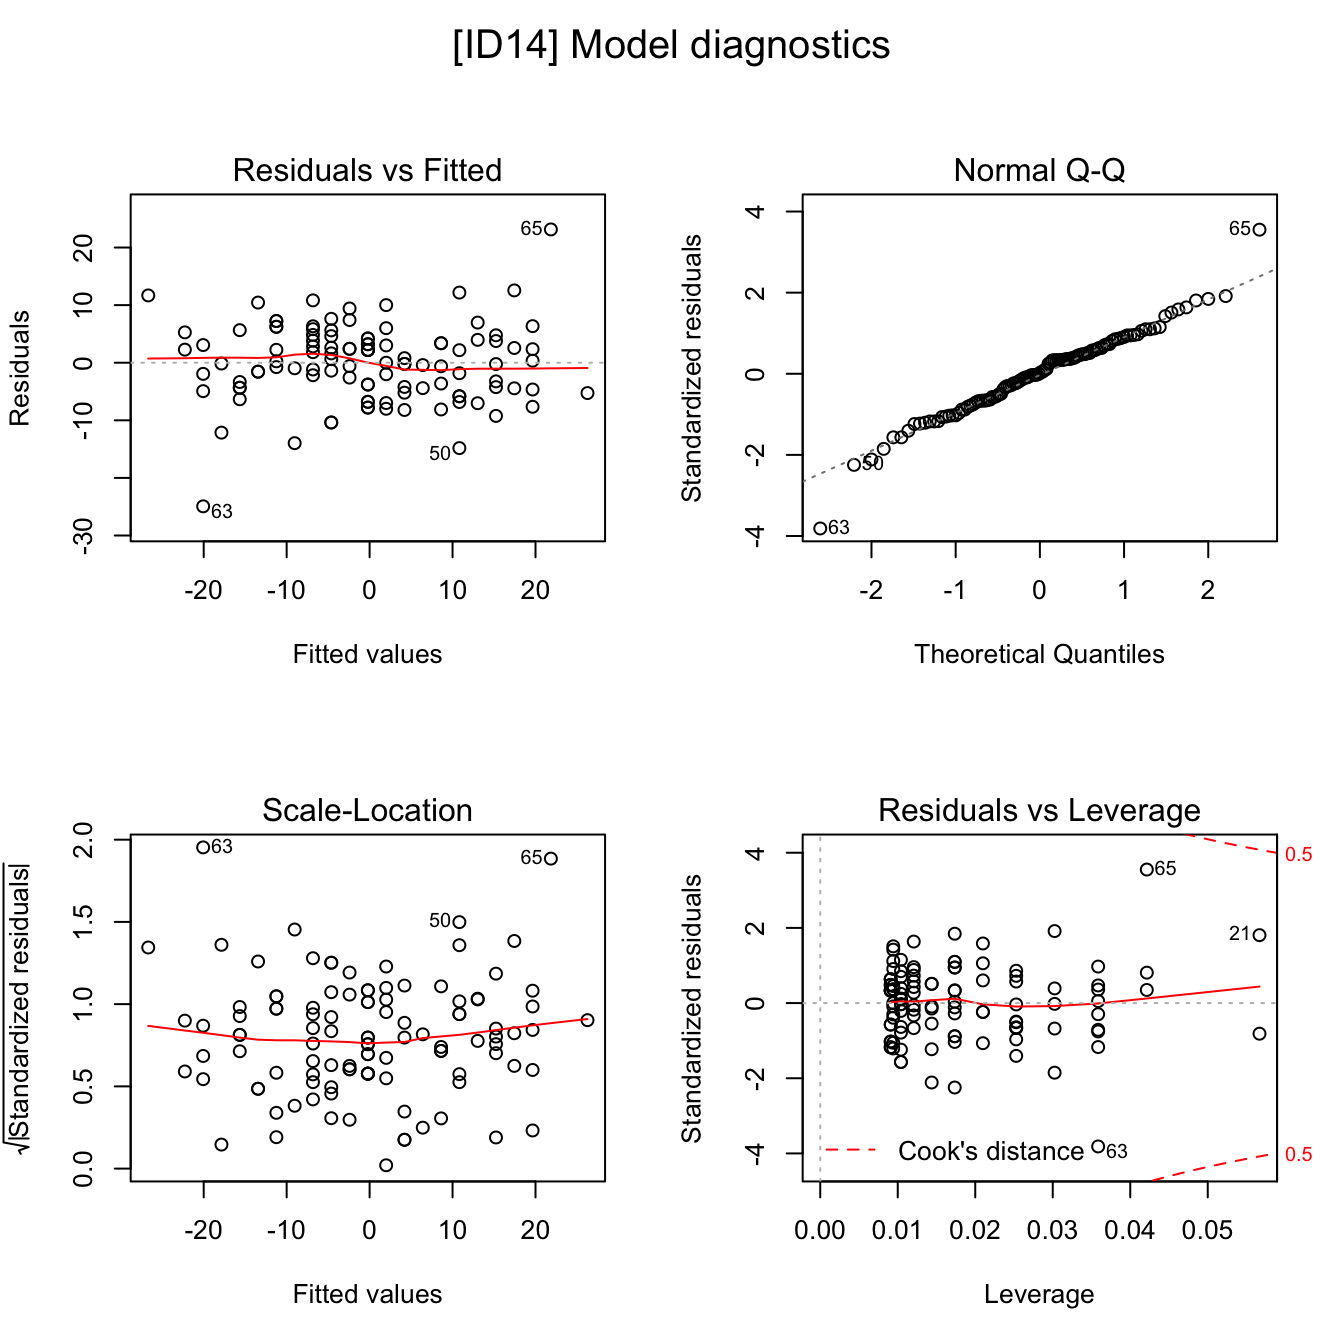 [ID14] Model diagnostics
Residuals vs Fitted
Residuals
20
10
0
-10
-30
65
50
63
-20 -10 0 10 20
Fitted values
Normal Q-Q
Standardized residuals
4
2
0
-2
-4
65
50
63
-2 -1 0 1 2
Theoretical Quantiles
Scale-Location
√|Standardized residuals|
2.0
1.5
1.0
0.5
0.0
63
65
50
-20 -10 0 10 20
Fitted values
Residuals vs Leverage
Standardized residuals
4
2
0
-2
-4
0.5
65
21
Cook's distance
63
0.5
0.00 0.01 0.02 0.03 0.04 0.05
Leverage